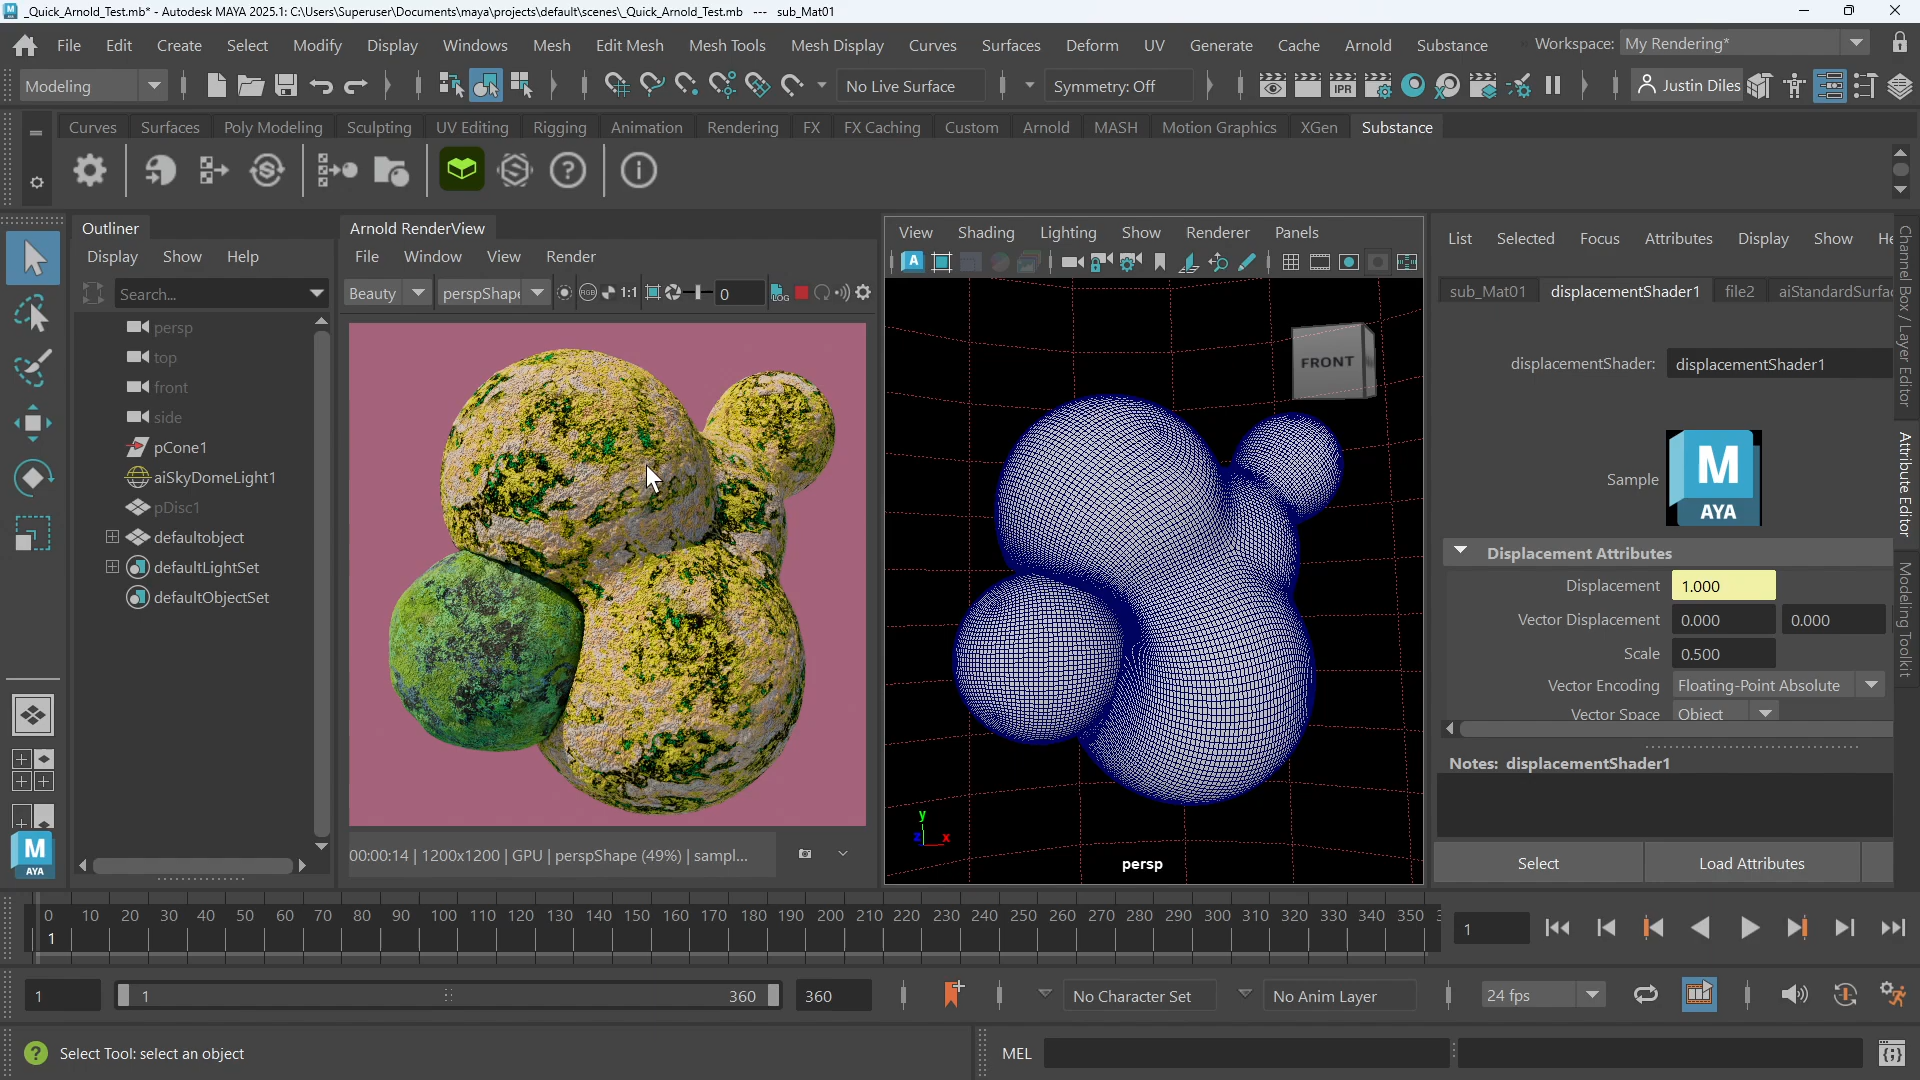 _Quick_Arnold_Test.mb* - Autodesk MAYA 2025.1: C:\Users\Superuser\Documents\maya\projects\default\scenes\_Quick_Arnold_Test.mb --- sub_Mat01
File Edit Create Select Modify Display Windows Mesh Edit Mesh Mesh Tools Mesh Display Curves Surfaces Deform UV Generate Cache Arnold Substance Workspace: My Rendering*
Modeling No Live Surface Symmetry: Off IPR Justin Diles
Curves Surfaces Poly Modeling Sculpting UV Editing Rigging Animation Rendering FX FX Caching Custom Arnold MASH Motion Graphics XGen Substance
Outliner
Display Show Help
Search...
persp
top
front
side
pCone1
aiSkyDomeLight1
pDisc1
defaultobject
defaultLightSet
defaultObjectSet
Arnold RenderView
File Window View Render
Beauty perspShape RGB 1:1 0 LOG
00:00:14 | 1200x1200 | GPU | perspShape (49%) | sampl...
View Shading Lighting Show Renderer Panels
FRONT
y
z x
persp
List Selected Focus Attributes Display Show He
sub_Mat01 displacementShader1 file2 aiStandardSurfac
displacementShader: displacementShader1
Sample
M
AYA
Displacement Attributes
Displacement 1.000
Vector Displacement 0.000 0.000
Scale 0.500
Vector Encoding Floating-Point Absolute
Vector Space Object
Notes: displacementShader1
Select Load Attributes
Channel Box / Layer Editor
Attribute Editor
Modeling Toolkit
M
AYA
0 10 20 30 40 50 60 70 80 90 100 110 120 130 140 150 160 170 180 190 200 210 220 230 240 250 260 270 280 290 300 310 320 330 340 350
1
1
1 1 360 360 No Character Set No Anim Layer 24 fps
Select Tool: select an object MEL